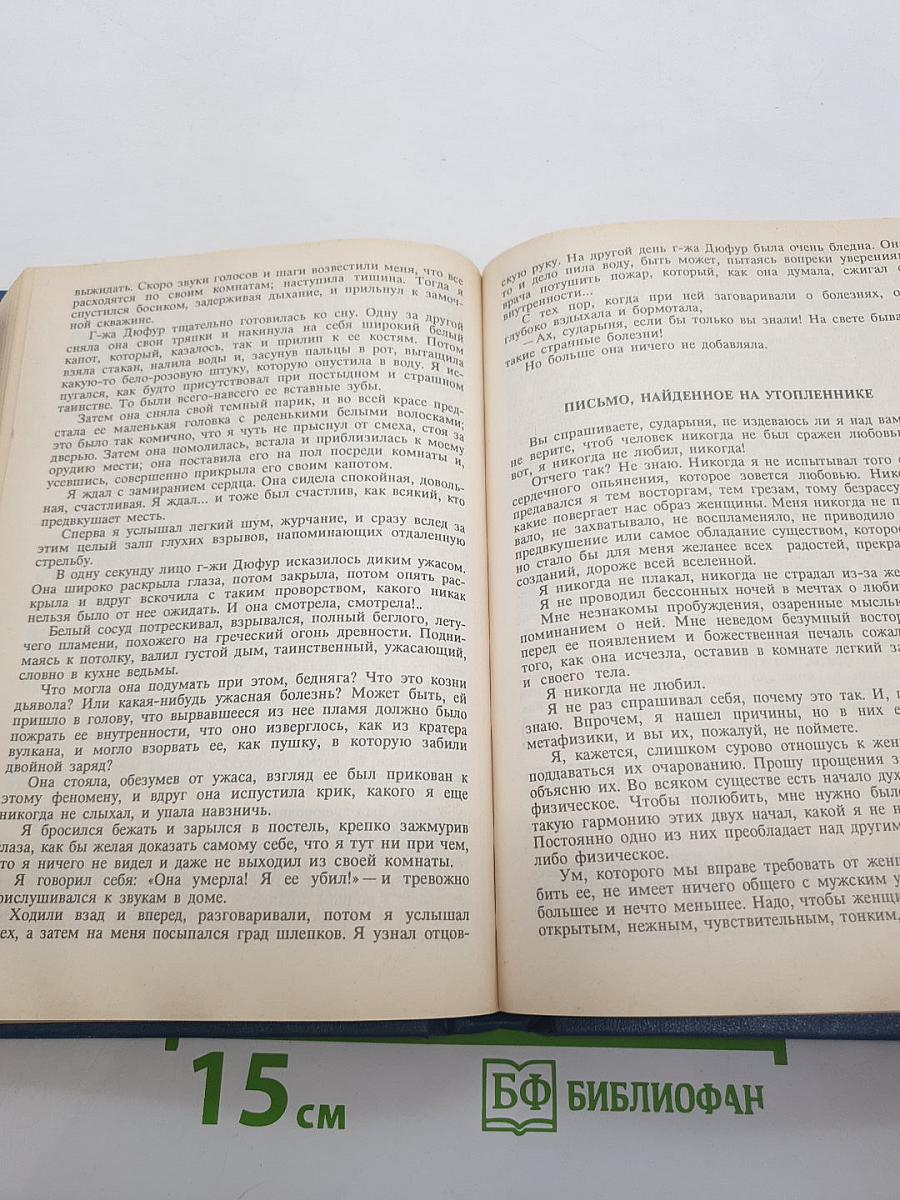 выжидать. Скоро звуки голосов и шаги возвестили меня, что все
расходятся по своим комнатам; наступила тишина. Тогда я
спустился босиком, задерживая дыхание, и прильнул к замоч-
ной скважине.
Г-жа Дюфур тщательно готовилась ко сну. Одну за другой
сняла она свои тряпки и накинула на себя широкий белый
капот, который, казалось, так и прилип к ее костям. Потом
взяла стакан, налила воды и, засунув пальцы в рот, вытащила
какую-то бело-розовую штуку, которую опустила в воду. Я ис-
пугался, как будто присутствовал при постыдном и страшном
таинстве. То были всего-навсего ее вставные зубы.
Затем она сняла свой темный парик, и во всей красе пред-
стала ее маленькая головка с реденькими белыми волосками;
это было так комично, что я чуть не прыснул от смеха, стоя за
дверью. Затем она помолилась, встала и приблизилась к моему
орудию мести; она поставила его на пол посреди комнаты и,
усевшись, совершенно прикрыла его своим капотом.
Я ждал с замиранием сердца. Она сидела спокойная, доволь-
ная, счастливая. Я ждал... и тоже был счастлив, как всякий, кто
предвкушает месть.
Сперва я услышал легкий шум, журчание, и сразу вслед за
этим целый залп глухих взрывов, напоминающих отдаленную
стрельбу.
В одну секунду лицо г-жи Дюфур исказилось диким ужасом.
Она широко раскрыла глаза, потом закрыла, потом опять рас-
крыла и вдруг вскочила с таким проворством, какого никак
нельзя было от нее ожидать. И она смотрела, смотрела!..
Белый сосуд потрескивал, взрывался, полный беглого, лету-
чего пламени, похожего на греческий огонь древности. Подни-
маясь к потолку, валил густой дым, таинственный, ужасающий,
словно в кухне ведьмы.
Что могла она подумать при этом, бедняга? Что это козни
дьявола? Или какая-нибудь ужасная болезнь? Может быть, ей
пришло в голову, что вырвавшееся из нее пламя должно было
пожрать ее внутренности, что оно изверглось, как из кратера
вулкана, и могло взорвать ее, как пушку, в которую забили
двойной заряд?
Она стояла, обезумев от ужаса, взгляд ее был прикован к
этому феномену, и вдруг она испустила крик, какого я еще
никогда не слыхал, и упала навзничь.
Я бросился бежать и зарылся в постель, крепко зажмурив
глаза, как бы желая доказать самому себе, что я тут ни при чем,
что я ничего не видел и даже не выходил из своей комнаты.
Я говорил себя: «Она умерла! Я ее убил!» — и тревожно
прислушивался к звукам в доме.
Ходили взад и вперед, разговаривали, потом я услышал
ех, а затем на меня посыпался град шлепков. Я узнал отцов-
скую руку. На другой день г-жа Дюфур была очень бледна. Он
то и дело пила воду, быть может, пытаясь вопреки уверениям
врача потушить пожар, который, как она думала, сжигал е
внутренности...
С тех пор, когда при ней заговаривали о болезнях, о
глубоко вздыхала и бормотала,
— Ах, сударыня, если бы только вы знали! На свете быва
такие странные болезни!
Но больше она ничего не добавляла.
ПИСЬМО, НАЙДЕННОЕ НА УТОПЛЕННИКЕ
Вы спрашиваете, сударыня, не издеваюсь ли я над вам
не верите, чтоб человек никогда не был сражен любовь
вот, я никогда не любил, никогда!
Отчего так? Не знаю. Никогда я не испытывал того с
сердечного опьянения, которое зовется любовью. Нико
предавался я тем восторгам, тем грезам, тому безрассу
какие повергает нас образ женщины. Меня никогда не п
вало, не захватывало, не воспламеняло, не приводило
предвкушение или самое обладание существом, которое
но стало бы для меня желанее всех радостей, прекра
созданий, дороже всей вселенной.
Я никогда не плакал, никогда не страдал из-за же
Я не проводил бессонных ночей в мечтах о люби
Мне незнакомы пробуждения, озаренные мыслью
поминанием о ней. Мне неведом безумный востор
перед ее появлением и божественная печаль сожал
того, как она исчезла, оставив в комнате легкий за
и своего тела.
Я никогда не любил.
Я не раз спрашивал себя, почему это так. И, п
знаю. Впрочем, я нашел причины, но в них е
метафизики, и вы их, пожалуй, не поймете.
Я, кажется, слишком сурово отношусь к жен
поддаваться их очарованию. Прошу прощения з
объясню их. Во всяком существе есть начало дух
физическое. Чтобы полюбить, мне нужно было
такую гармонию этих двух начал, какой я не н
Постоянно одно из них преобладает над другим
либо физическое.
Ум, которого мы вправе требовать от женщ
бить ее, не имеет ничего общего с мужским у
большее и нечто меньшее. Надо, чтобы женщи
открытым, нежным, чувствительным, тонким,
15 см
БФ БИБЛИОФАН